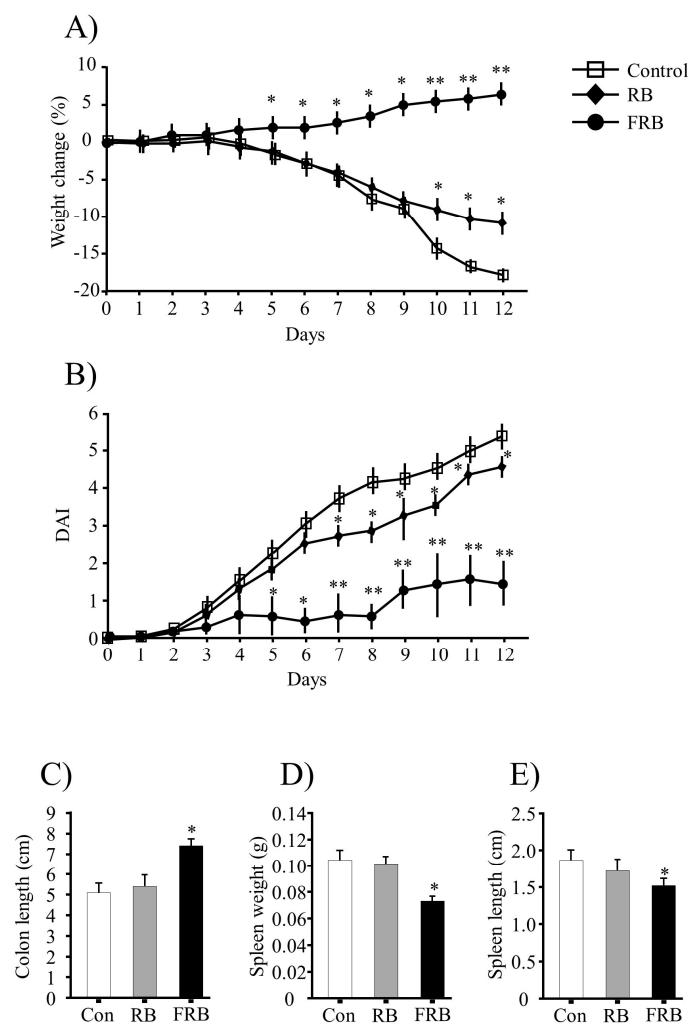 A)
10
5
0
-5
-10
-15
-20
Weight change (%)
* * * * * ** ** **
* * *
0 1 2 3 4 5 6 7 8 9 10 11 12
Days
Control
RB
FRB
B)
6
5
4
3
2
1
0
DAI
* * * * * *
* * ** ** ** ** ** **
0 1 2 3 4 5 6 7 8 9 10 11 12
Days
C)
9
8
7
6
5
4
3
2
1
0
Colon length (cm)
*
Con RB FRB
D)
0.14
0.12
0.10
0.08
0.06
0.04
0.02
0
Spleen weight (g)
*
Con RB FRB
E)
2.5
2.0
1.5
1.0
0.5
0
Spleen length (cm)
*
Con RB FRB